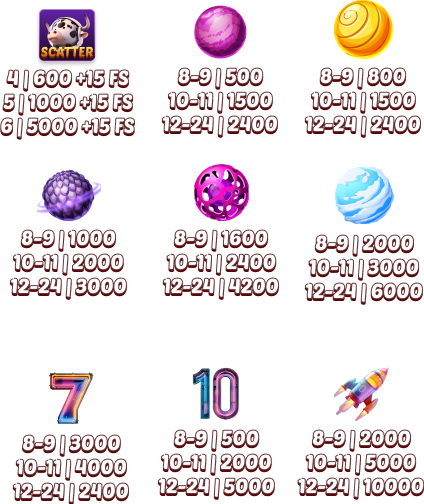 SCATTER
4 | 600 +15 FS
5 | 1000 +15 FS
6 | 5000 +15 FS
8-9 | 500
10-11 | 1500
12-24 | 2400
8-9 | 800
10-11 | 1500
12-24 | 2400
8-9 | 1000
10-11 | 2000
12-24 | 3000
8-9 | 1600
10-11 | 2400
12-24 | 4200
8-9 | 2000
10-11 | 3000
12-24 | 6000
7
8-9 | 3000
10-11 | 4000
12-24 | 2400
10
8-9 | 500
10-11 | 2000
12-24 | 5000
8-9 | 2000
10-11 | 5000
12-24 | 10000